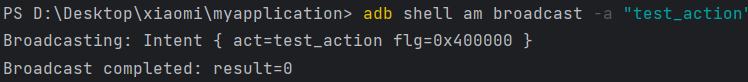 PS D:\Desktop\xiaomi\myapplication> adb shell am broadcast -a "test_action"
Broadcasting: Intent { act=test_action flg=0x400000 }
Broadcast completed: result=0